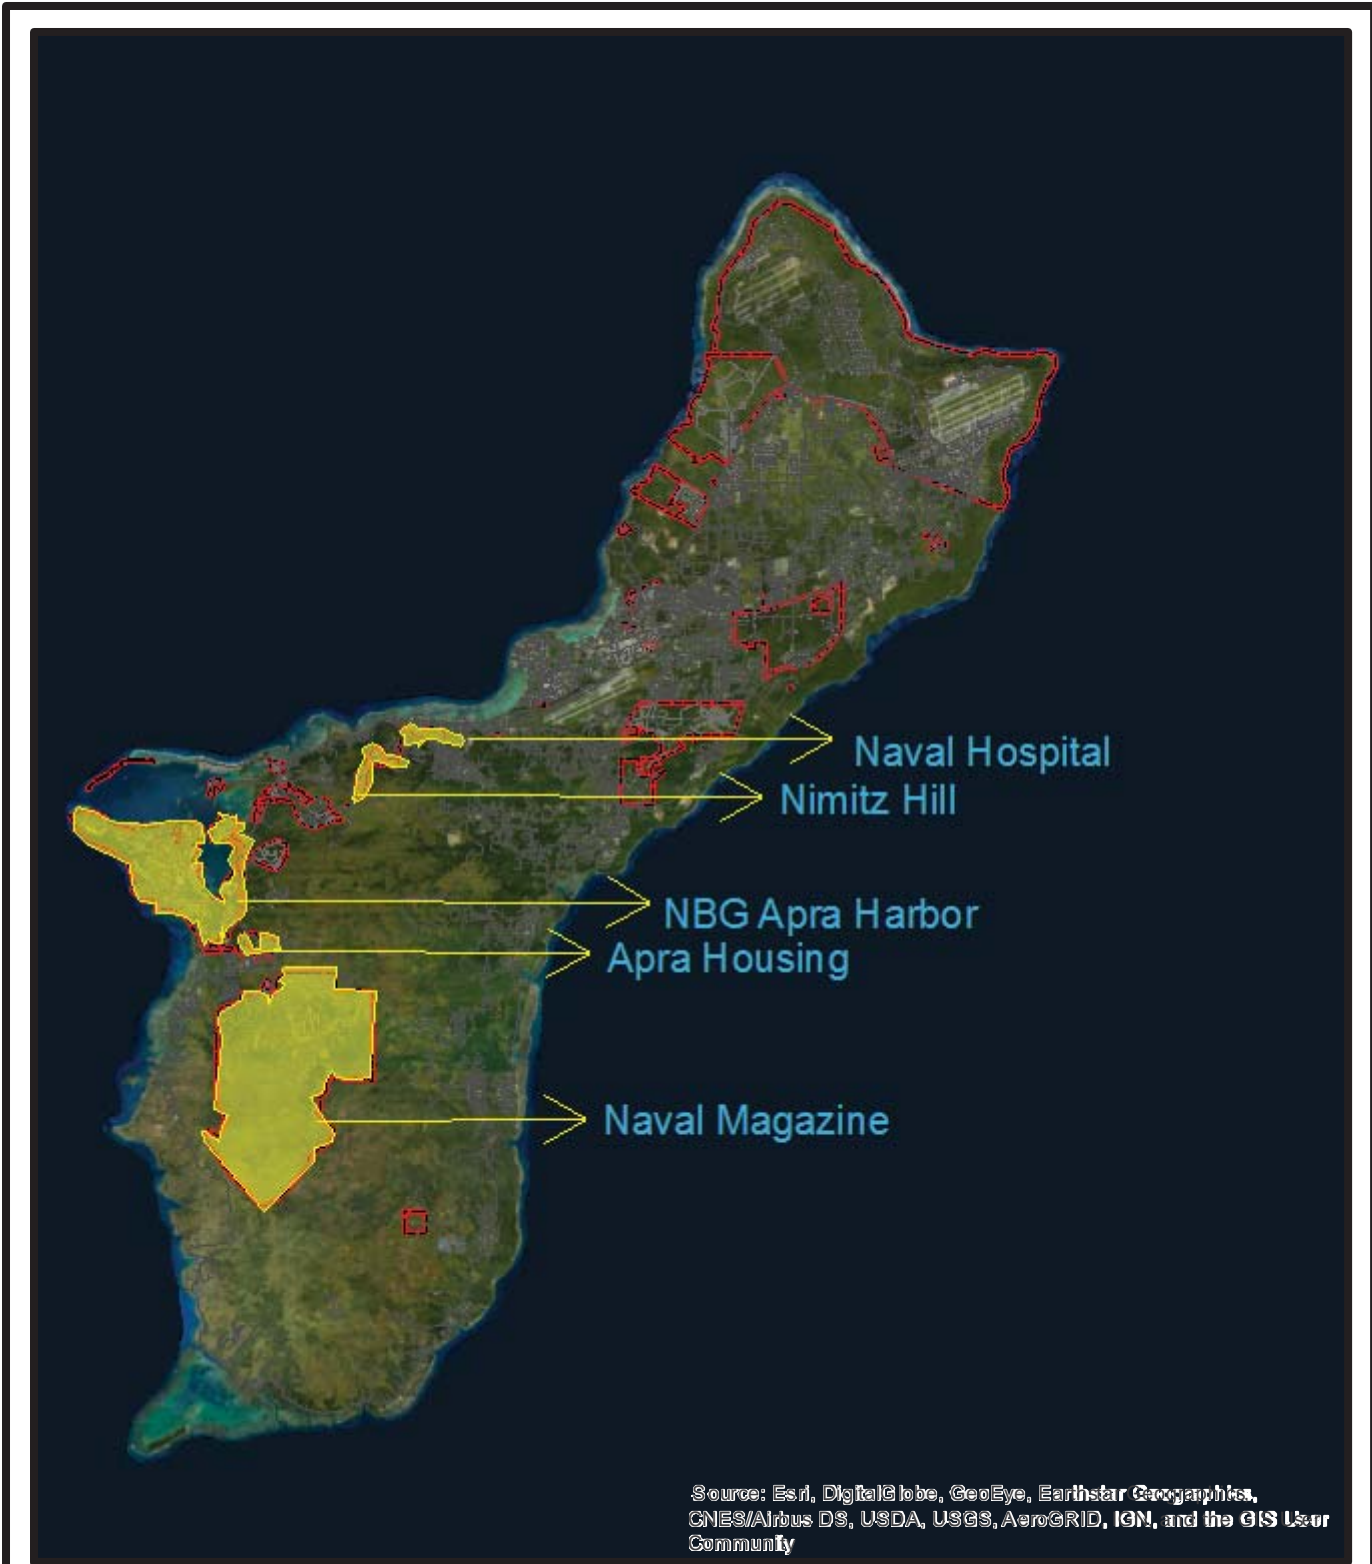 Naval Hospital
Nimitz Hill
NBG Apra Harbor
Apra Housing
Naval Magazine
Source: Esri, DigitalGlobe, GeoEye, Earthstar Geographics,
CNES/Airbus DS, USDA, USGS, AeroGRID, IGN, and the GIS User
Community